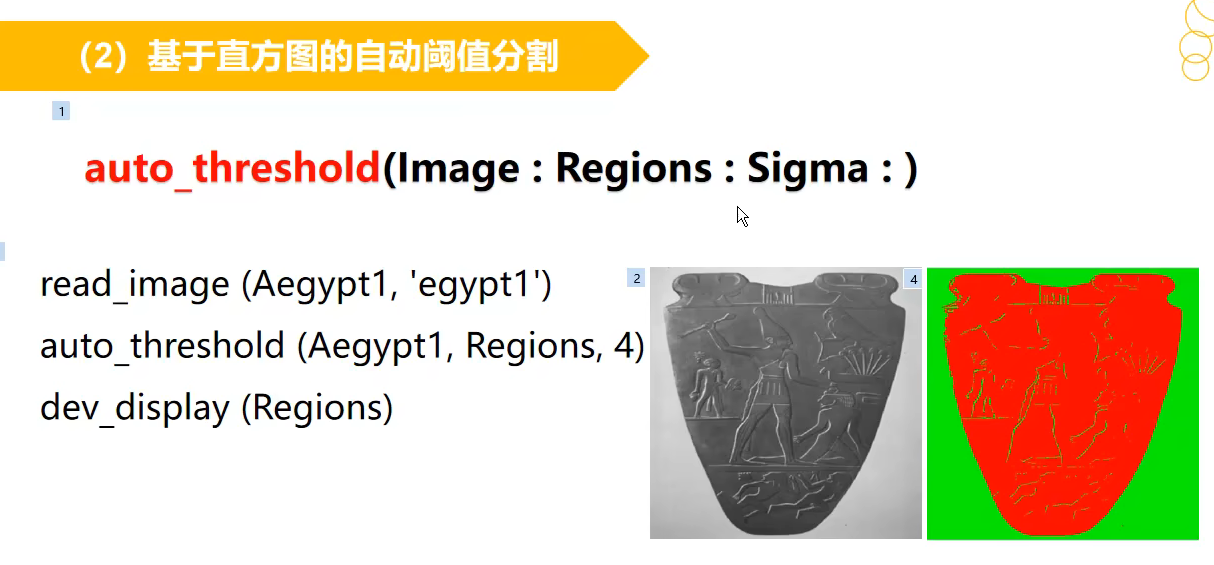 （2）基于直方图的自动阈值分割
1
auto_threshold(Image : Regions : Sigma : )
read_image (Aegypt1, 'egypt1')
2
4
auto_threshold (Aegypt1, Regions, 4)
dev_display (Regions)